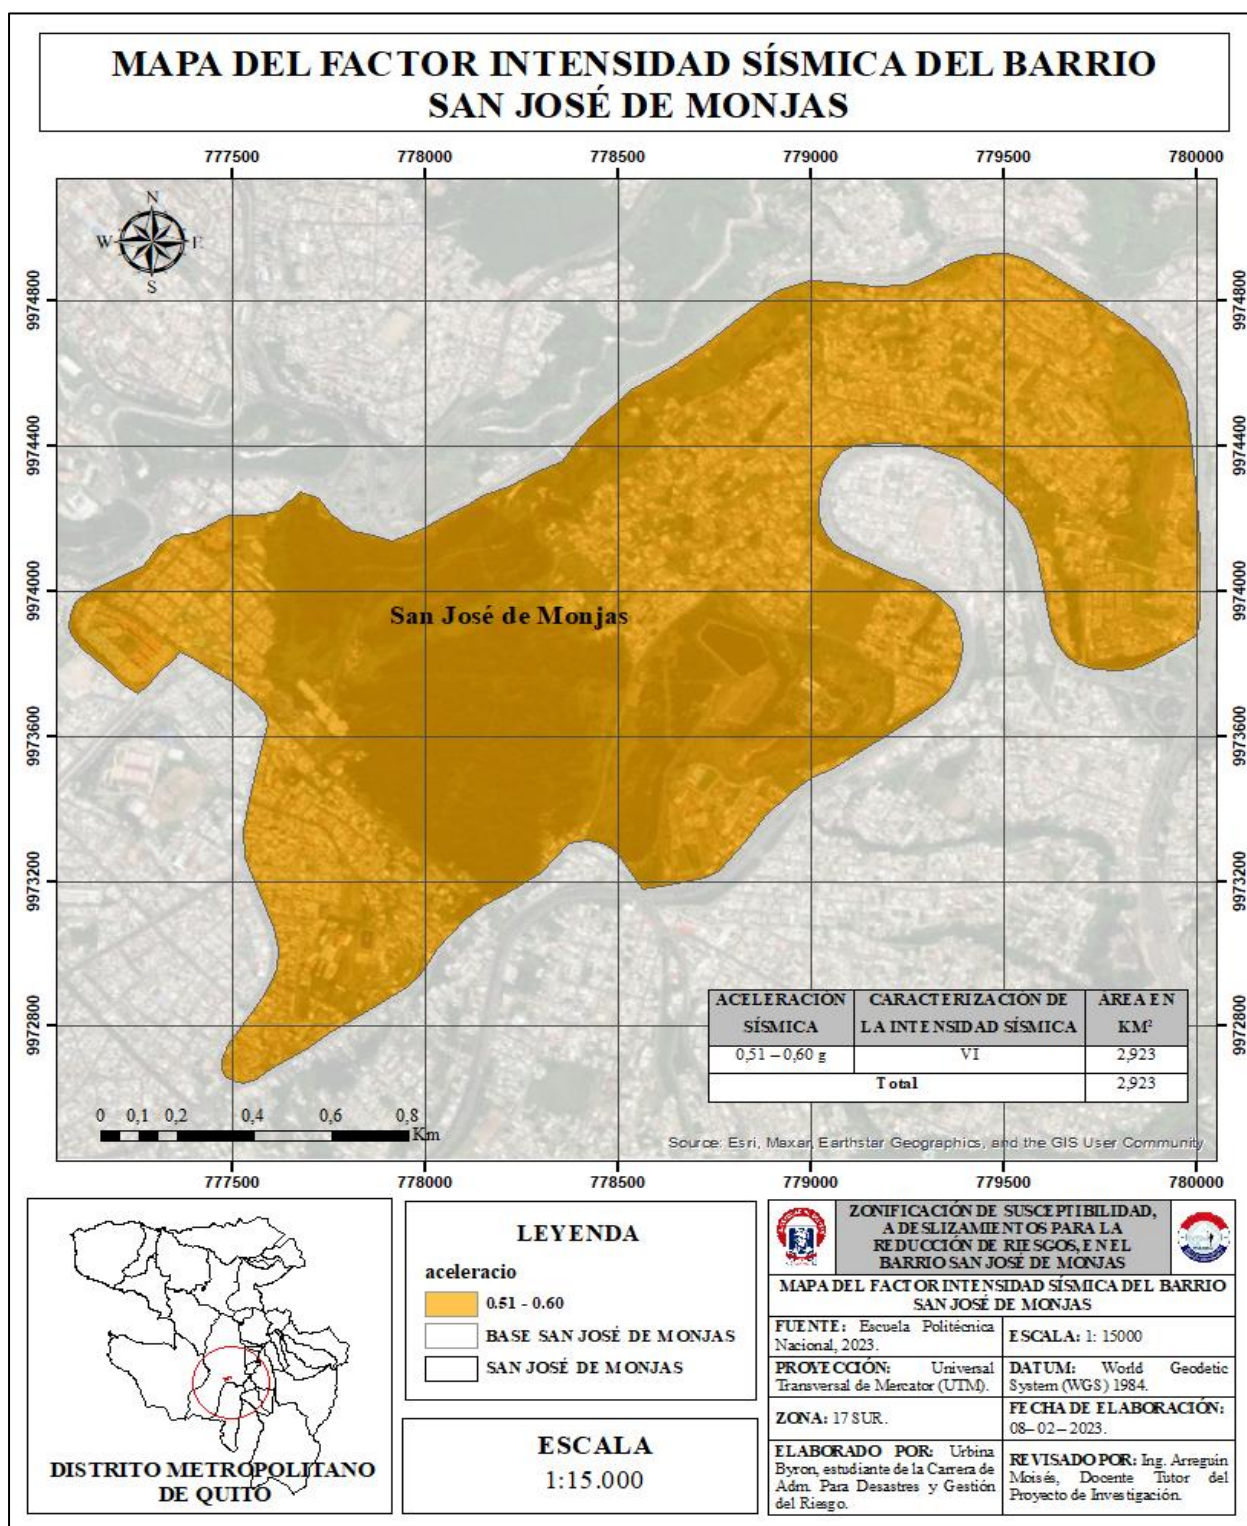 MAPA DEL FACTOR INTENSIDAD SÍSMICA DEL BARRIO
SAN JOSÉ DE MONJAS
777500 778000 778500 779000 779500 780000
N
W E
S
9974800 9974800
9974400 9974400
9974000 9974000
San José de Monjas
9973600 9973600
9973200 9973200
9972800 9972800
ACELERACIÓN SÍSMICA CARACTERIZACIÓN DE LA INTENSIDAD SÍSMICA AREA EN KM²
0,51 – 0,60 g VI 2,923
Total 2,923
0 0,1 0,2 0,4 0,6 0,8
Km
Source: Esri, Maxar, Earthstar Geographics, and the GIS User Community
777500 778000 778500 779000 779500 780000
DISTRITO METROPOLITANO
DE QUITO
LEYENDA
aceleracio
0.51 - 0.60
BASE SAN JOSÉ DE MONJAS
SAN JOSÉ DE MONJAS
ESCALA
1:15.000
ZONIFICACIÓN DE SUSCEPTIBILIDAD,
A DESLIZAMIENTOS PARA LA
REDUCCIÓN DE RIESGOS, EN EL
BARRIO SAN JOSÉ DE MONJAS
MAPA DEL FACTOR INTENSIDAD SÍSMICA DEL BARRIO
SAN JOSÉ DE MONJAS
FUENTE: Escuela Politécnica
Nacional, 2023.
ESCALA: 1: 15000
PROYECCIÓN: Universal
Transversal de Mercator (UTM).
DATUM: World Geodetic
System (WGS) 1984.
ZONA: 17 SUR.
FECHA DE ELABORACIÓN:
08– 02 – 2023.
ELABORADO POR: Urbina
Byron, estudiante de la Carrera de
Adm. Para Desastres y Gestión
del Riesgo.
REVISADO POR: Ing. Arreguin
Moisés, Docente Tutor del
Proyecto de Investigación.